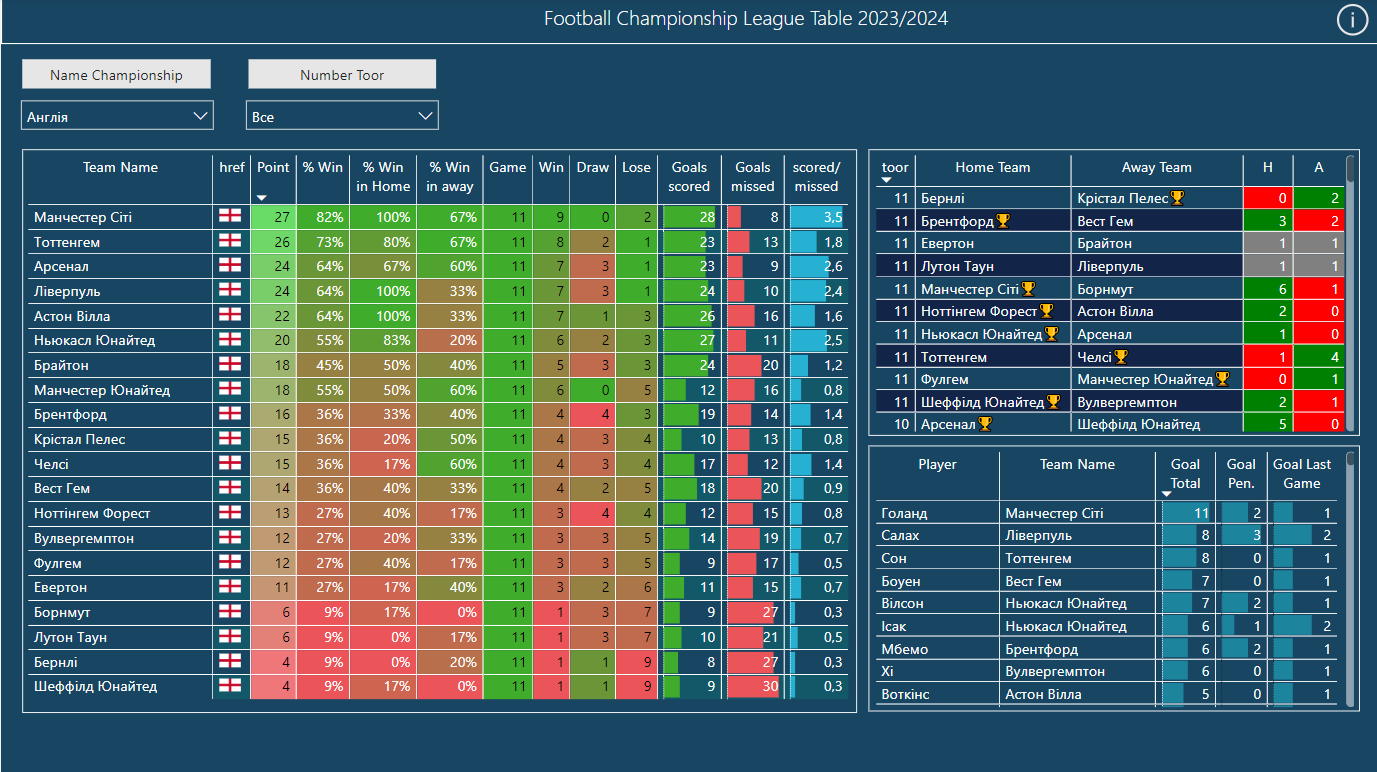 Football Championship League Table 2023/2024
Name Championship
Number Toor
Англія
Все
Team Name href Point % Win % Win in Home % Win in away Game Win Draw Lose Goals scored Goals missed scored/ missed
Манчестер Сіті 27 82% 100% 67% 11 9 0 2 28 8 3,5
Тоттенгем 26 73% 80% 67% 11 8 2 1 23 13 1,8
Арсенал 24 64% 67% 60% 11 7 3 1 23 9 2,6
Ліверпуль 24 64% 100% 33% 11 7 3 1 24 10 2,4
Астон Вілла 22 64% 100% 33% 11 7 1 3 26 16 1,6
Ньюкасл Юнайтед 20 55% 83% 20% 11 6 2 3 27 11 2,5
Брайтон 18 45% 50% 40% 11 5 3 3 24 20 1,2
Манчестер Юнайтед 18 55% 50% 60% 11 6 0 5 12 16 0,8
Брентфорд 16 36% 33% 40% 11 4 4 3 19 14 1,4
Крістал Пелес 15 36% 20% 50% 11 4 3 4 10 13 0,8
Челсі 15 36% 17% 60% 11 4 3 4 17 12 1,4
Вест Гем 14 36% 40% 33% 11 4 2 5 18 20 0,9
Ноттінгем Форест 13 27% 40% 17% 11 3 4 4 12 15 0,8
Вулвергемптон 12 27% 20% 33% 11 3 3 5 14 19 0,7
Фулгем 12 27% 40% 17% 11 3 3 5 9 17 0,5
Евертон 11 27% 17% 40% 11 3 2 6 11 15 0,7
Борнмут 6 9% 17% 0% 11 1 3 7 9 27 0,3
Лутон Таун 6 9% 0% 17% 11 1 3 7 10 21 0,5
Бернлі 4 9% 0% 20% 11 1 1 9 8 27 0,3
Шеффілд Юнайтед 4 9% 17% 0% 11 1 1 9 9 30 0,3
toor Home Team Away Team H A
11 Бернлі Крістал Пелес 0 2
11 Брентфорд Вест Гем 3 2
11 Евертон Брайтон 1 1
11 Лутон Таун Ліверпуль 1 1
11 Манчестер Сіті Борнмут 6 1
11 Ноттінгем Форест Астон Вілла 2 0
11 Ньюкасл Юнайтед Арсенал 1 0
11 Тоттенгем Челсі 1 4
11 Фулгем Манчестер Юнайтед 0 1
11 Шеффілд Юнайтед Вулвергемптон 2 1
10 Арсенал Шеффілд Юнайтед 5 0
Player Team Name Goal Total Goal Pen. Goal Last Game
Голанд Манчестер Сіті 11 2 1
Салах Ліверпуль 8 3 2
Сон Тоттенгем 8 0 1
Боуен Вест Гем 7 0 1
Вілсон Ньюкасл Юнайтед 7 2 1
Ісак Ньюкасл Юнайтед 6 1 2
Мбемо Брентфорд 6 2 1
Хі Вулвергемптон 6 0 1
Воткінс Астон Вілла 5 0 1